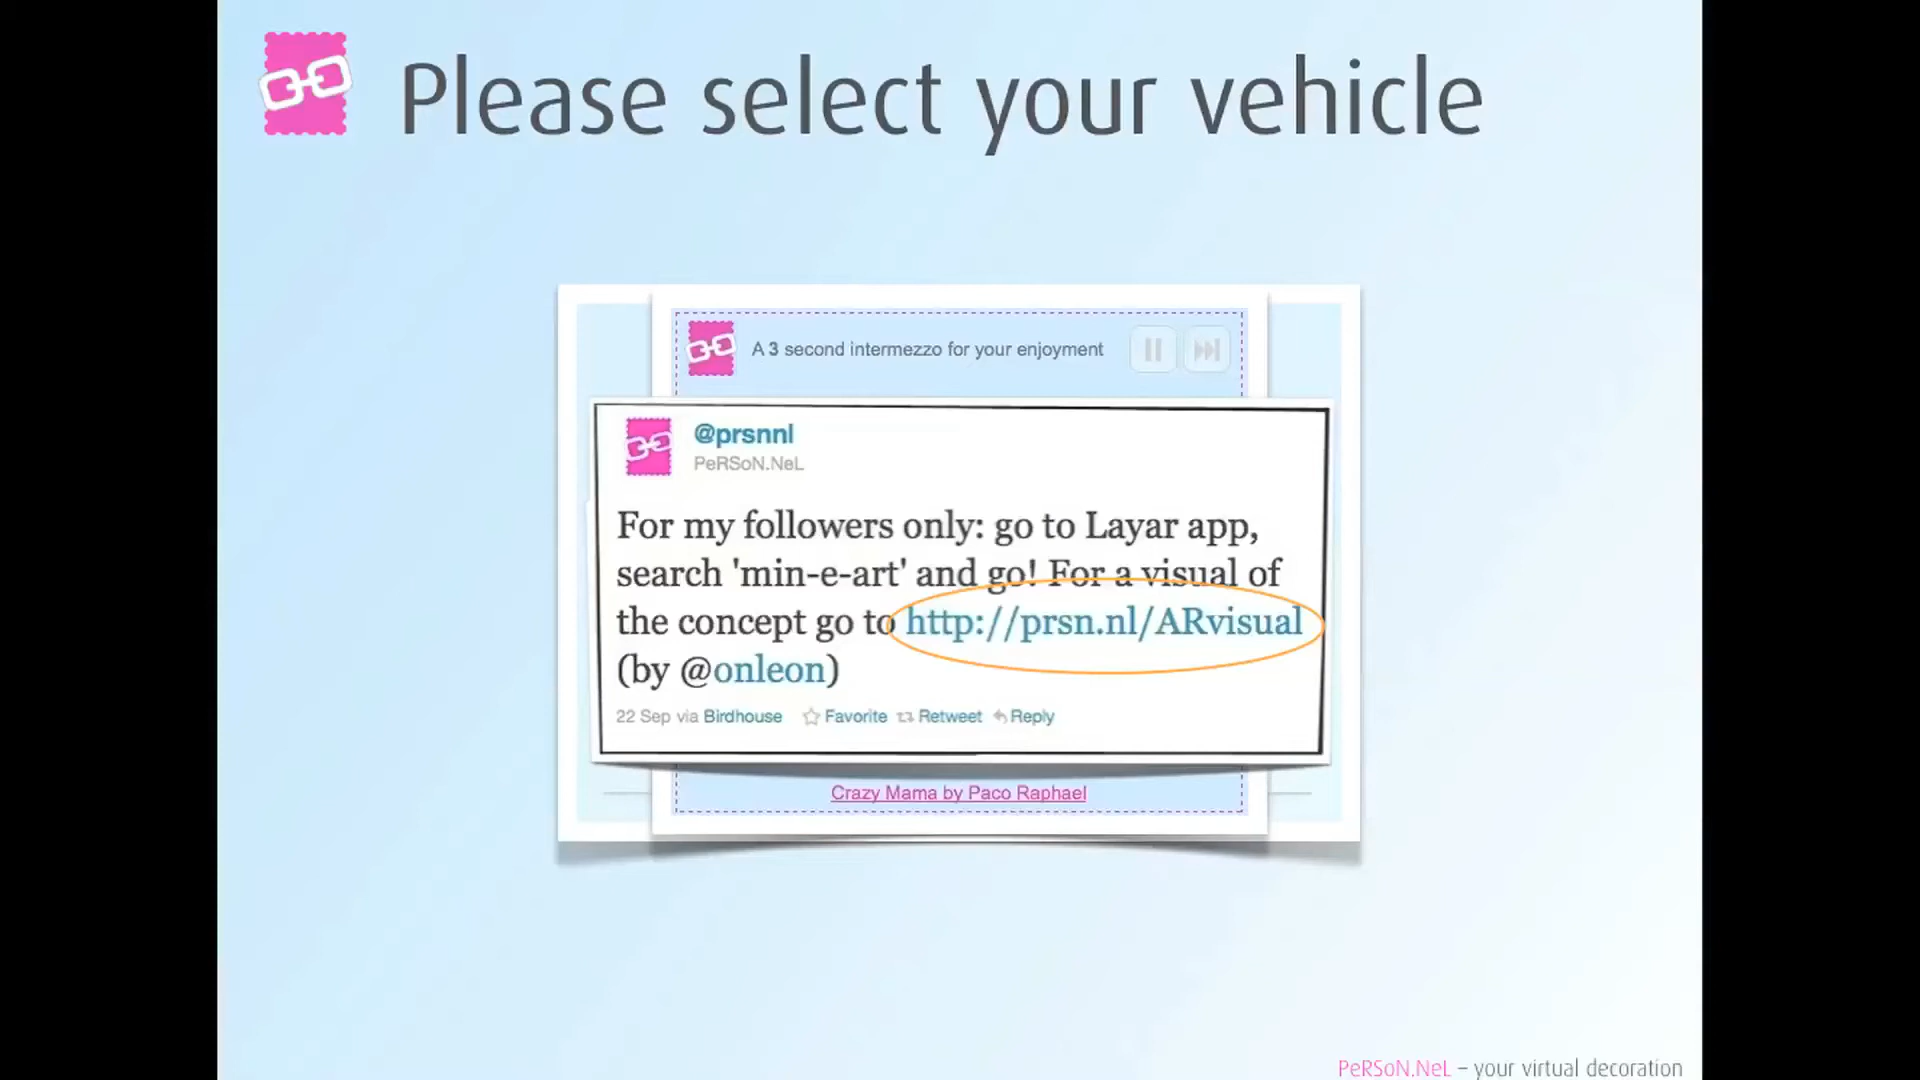 Please select your vehicle
A 3 second intermezzo for your enjoyment
@prsnnl
PeRSoN.NeL
For my followers only: go to Layar app,
search 'min-e-art' and go! For a visual of
the concept go to http://prsn.nl/ARvisual
(by @onleon)
22 Sep via Birdhouse Favorite Retweet Reply
Crazy Mama by Paco Raphael
PeRSoN.NeL – your virtual decoration